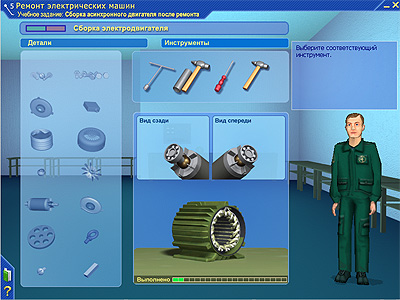 5 Ремонт электрических машин
Учебное задание: Сборка асинхронного двигателя после ремонта
Сборка электродвигателя
Детали
Инструменты
Выберите соответствующий
инструмент.
Вид сзади
Вид спереди
Выполнено
?